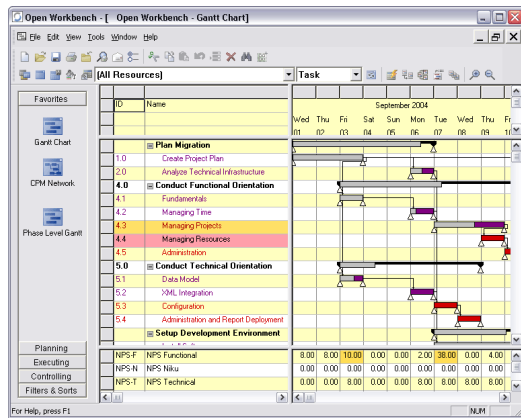 Open Workbench - [ Open Workbench - Gantt Chart]
File Edit View Tools Window Help
(All Resources) Task
Favorites
Gantt Chart
CPM Network
Phase Level Gantt
Planning
Executing
Controlling
Filters & Sorts
ID Name September 2004
Wed Thu Fri Sat Sun Mon Tue Wed Thu
01 02 03 04 05 06 07 08 09
Plan Migration
1.0 Create Project Plan
2.0 Analyze Technical Infrastructure
4.0 Conduct Functional Orientation
4.1 Fundamentals
4.2 Managing Time
4.3 Managing Projects
4.4 Managing Resources
4.5 Administration
5.0 Conduct Technical Orientation
5.1 Data Model
5.2 XML Integration
5.3 Configuration
5.4 Administration and Report Deployment
Setup Development Environment
NPS-F NPS Functional 8.00 8.00 10.00 0.00 0.00 2.00 38.00 0.00 4.00
NPS-N NPS Niku 0.00 0.00 0.00 0.00 0.00 0.00 0.00 0.00 0.00
NPS-T NPS Technical 0.00 0.00 8.00 0.00 0.00 8.00 8.00 8.00 8.00
For Help, press F1 NUM